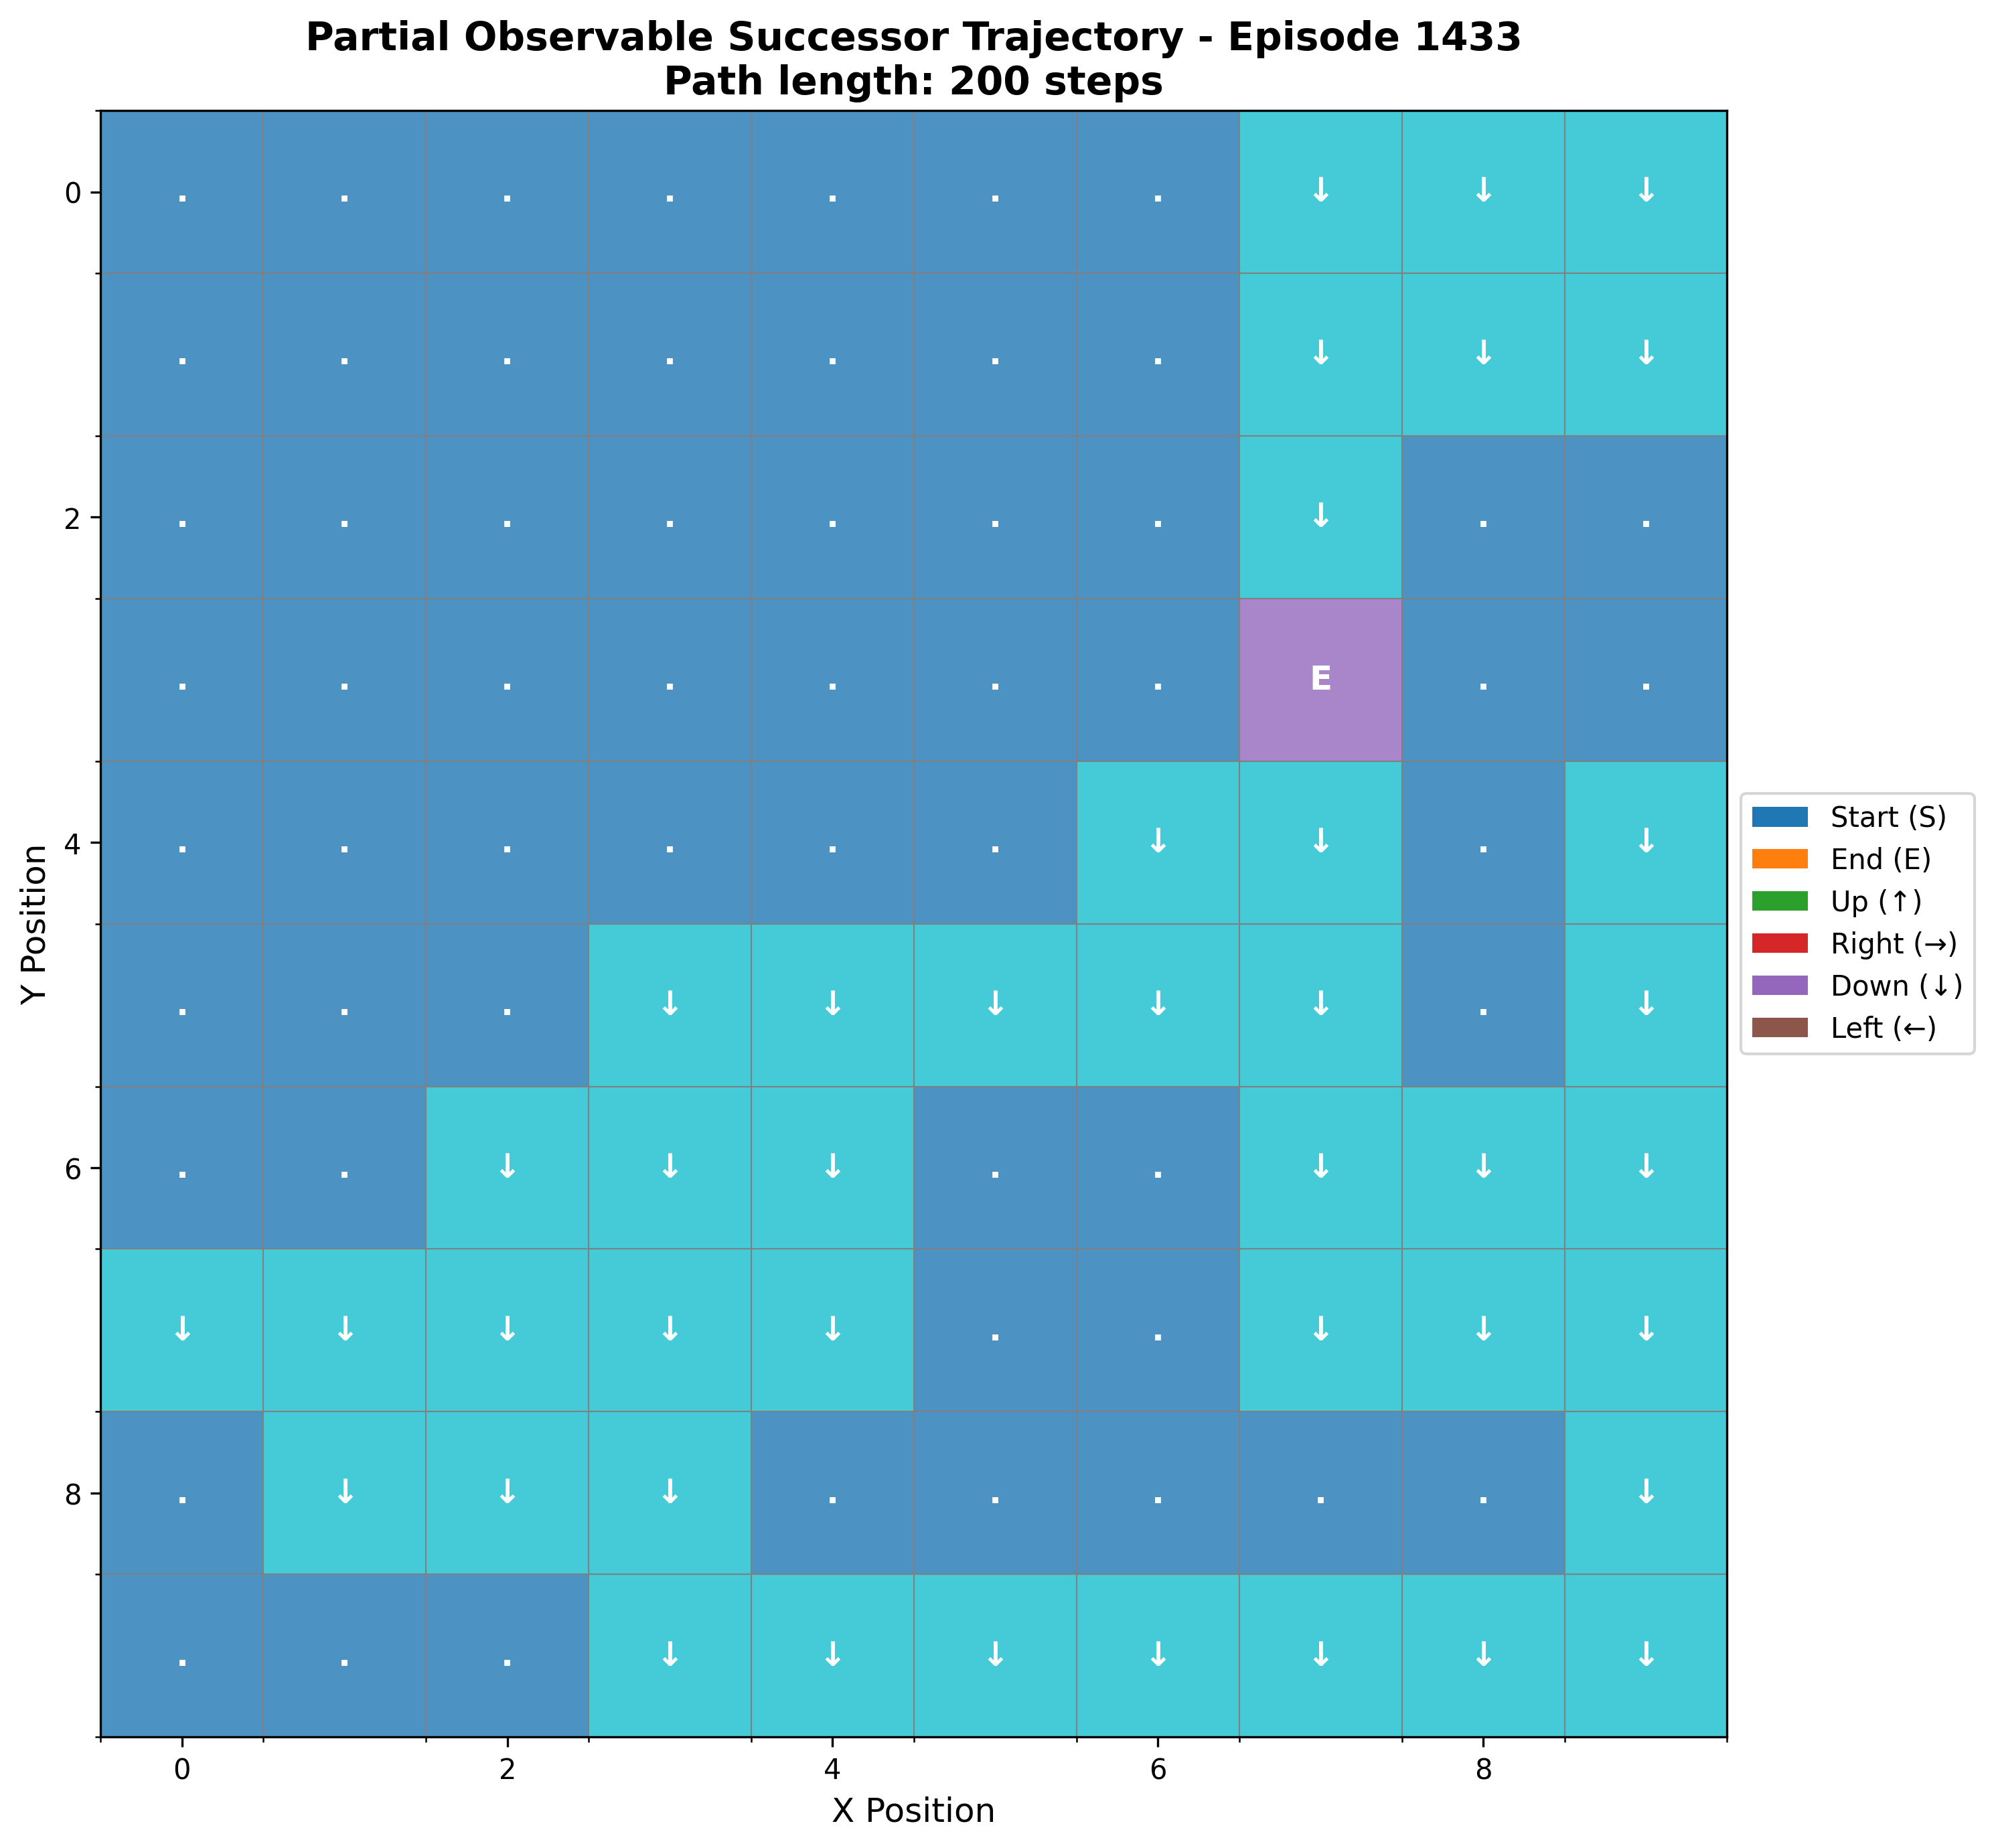 Partial Observable Successor Trajectory - Episode 1433
Path length: 200 steps
0 . . . . . . . ↓ ↓ ↓
. . . . . . . ↓ ↓ ↓
2 . . . . . . . ↓ . .
. . . . . . . E . .
4 . . . . . . ↓ ↓ . ↓
. . . ↓ ↓ ↓ ↓ ↓ . ↓
6 . . ↓ ↓ ↓ . . ↓ ↓ ↓
↓ ↓ ↓ ↓ ↓ . . ↓ ↓ ↓
8 . ↓ ↓ ↓ . . . . . ↓
. . . ↓ ↓ ↓ ↓ ↓ ↓ ↓
0 2 4 6 8
X Position
Y Position
Start (S)
End (E)
Up (↑)
Right (→)
Down (↓)
Left (←)